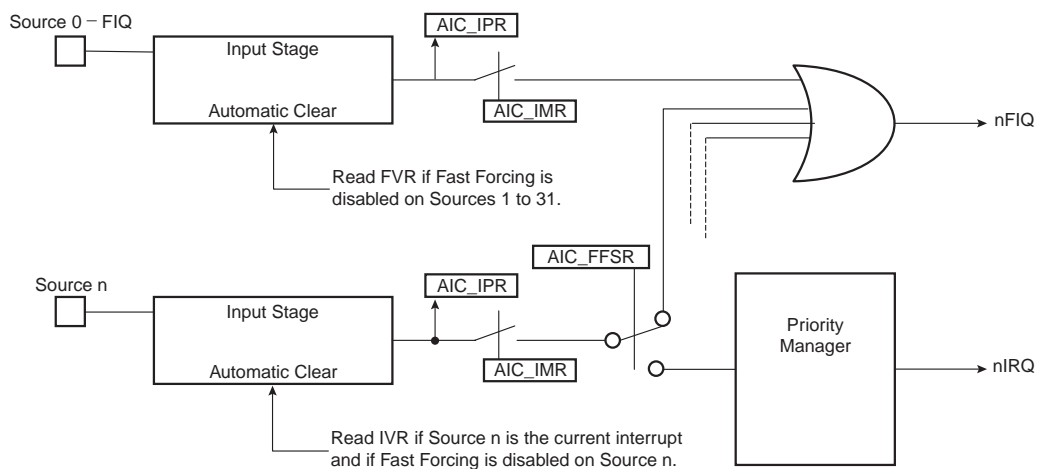 Source 0 – FIQ
Input Stage
Automatic Clear
AIC_IPR
AIC_IMR
nFIQ
Read FVR if Fast Forcing is
disabled on Sources 1 to 31.
AIC_FFSR
Source n
Input Stage
Automatic Clear
AIC_IPR
AIC_IMR
Priority
Manager
nIRQ
Read IVR if Source n is the current interrupt
and if Fast Forcing is disabled on Source n.